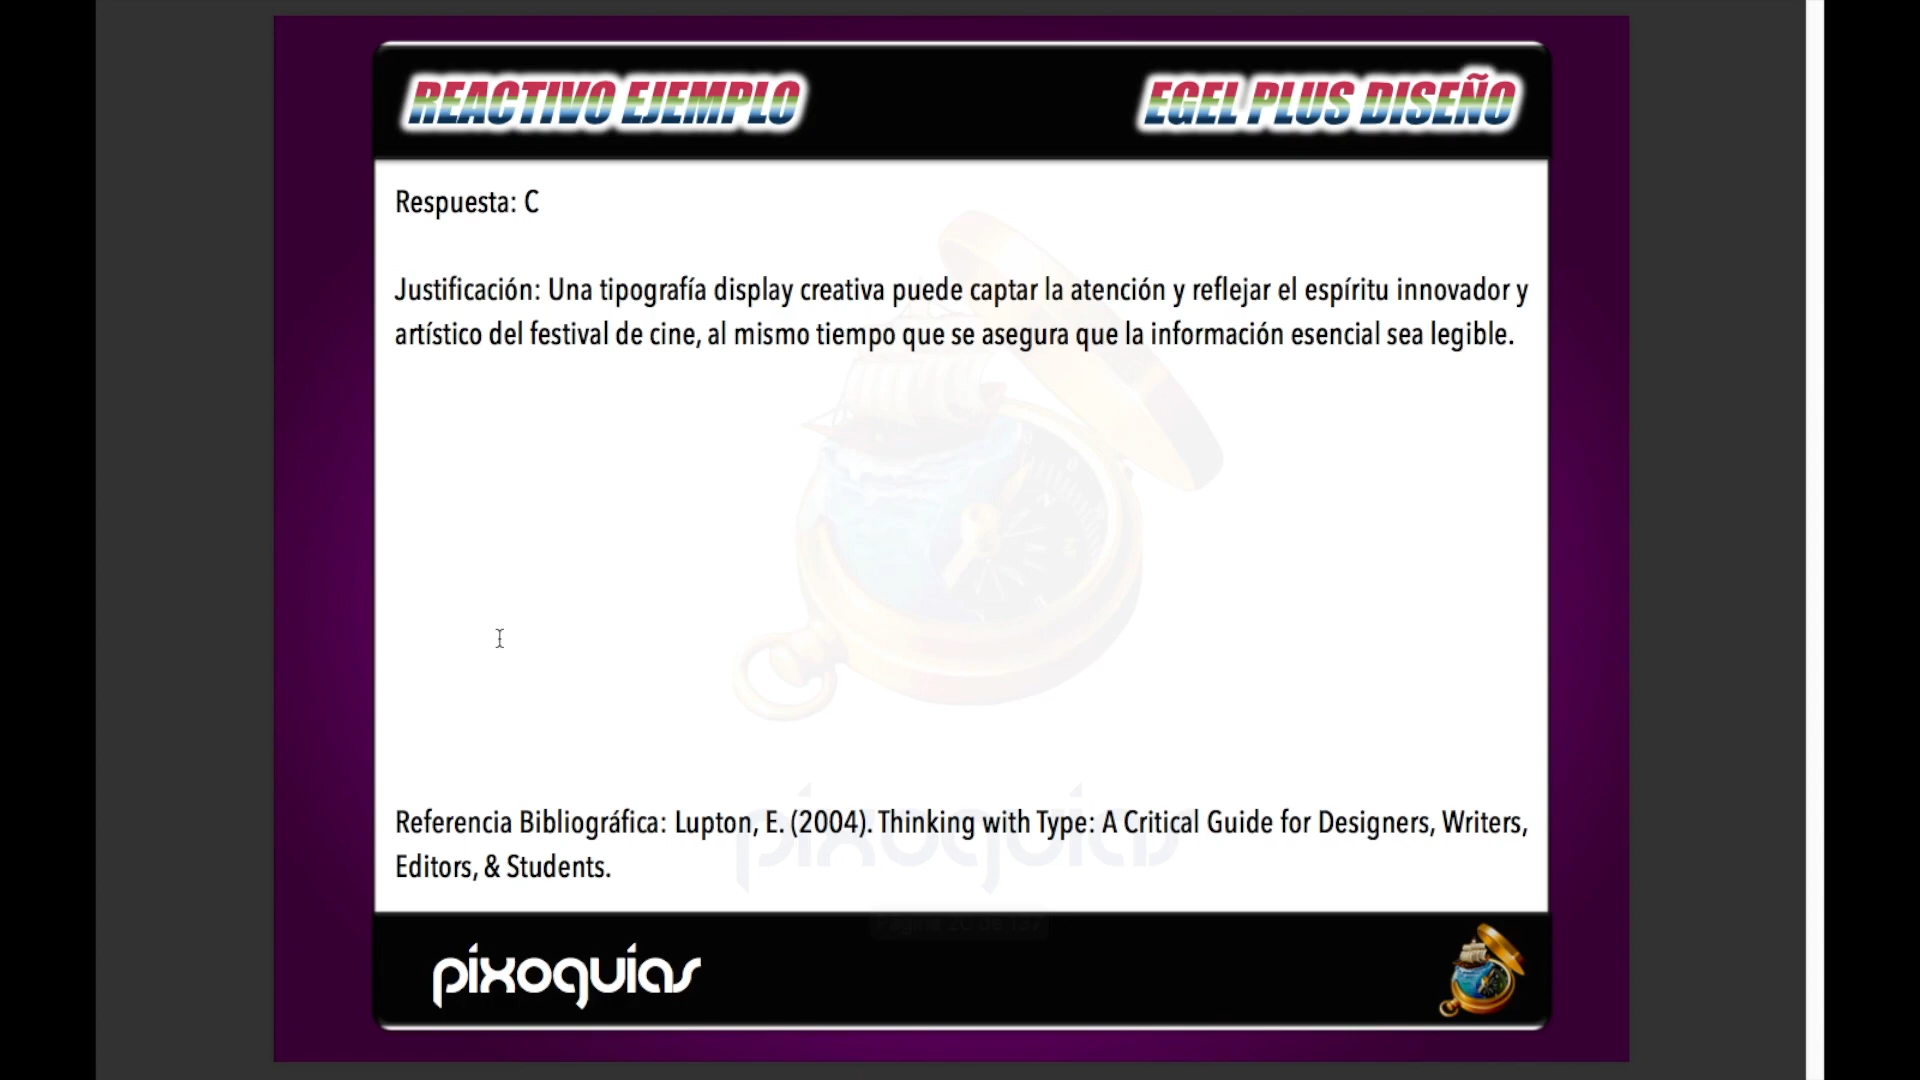 REACTIVO EJEMPLO
EGEL PLUS DISEÑO
Respuesta: C
Justificación: Una tipografía display creativa puede captar la atención y reflejar el espíritu innovador y
artístico del festival de cine, al mismo tiempo que se asegura que la información esencial sea legible.
Referencia Bibliográfica: Lupton, E. (2004). Thinking with Type: A Critical Guide for Designers, Writers,
Editors, & Students.
pixoguias
pixoguias